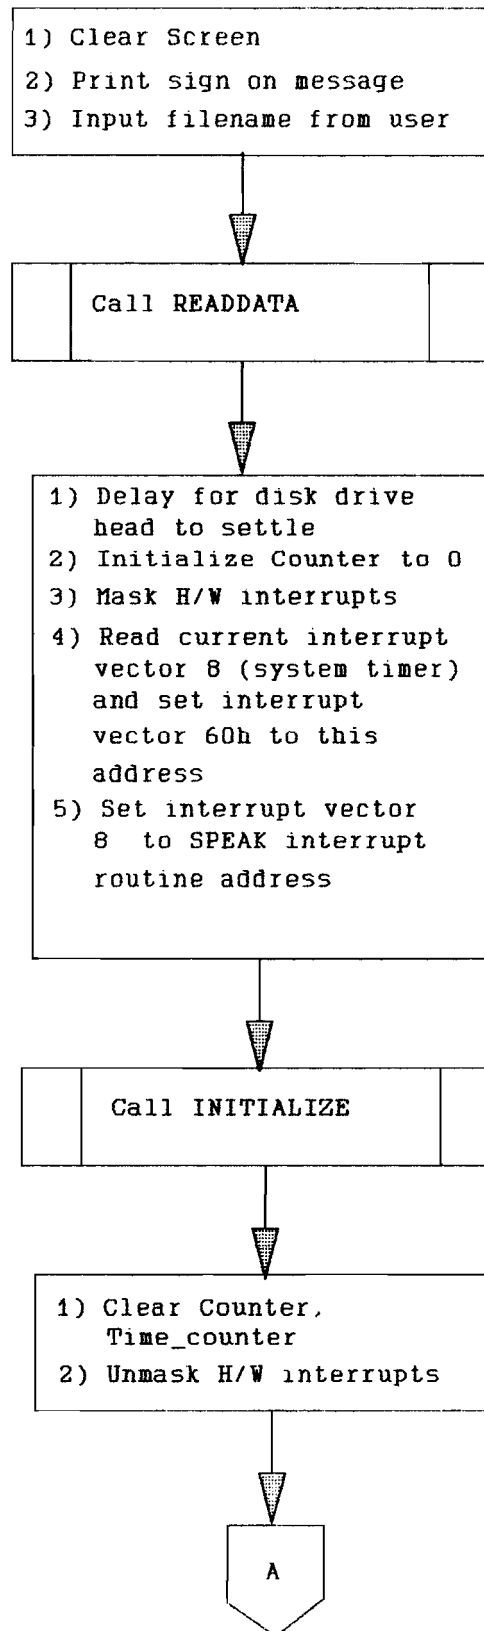 1) Clear Screen
2) Print sign on message
3) Input filename from user
Call READDATA
1) Delay for disk drive
head to settle
2) Initialize Counter to 0
3) Mask H/W interrupts
4) Read current interrupt
vector 8 (system timer)
and set interrupt
vector 60h to this
address
5) Set interrupt vector
8 to SPEAK interrupt
routine address
Call INITIALIZE
1) Clear Counter,
Time_counter
2) Unmask H/W interrupts
A